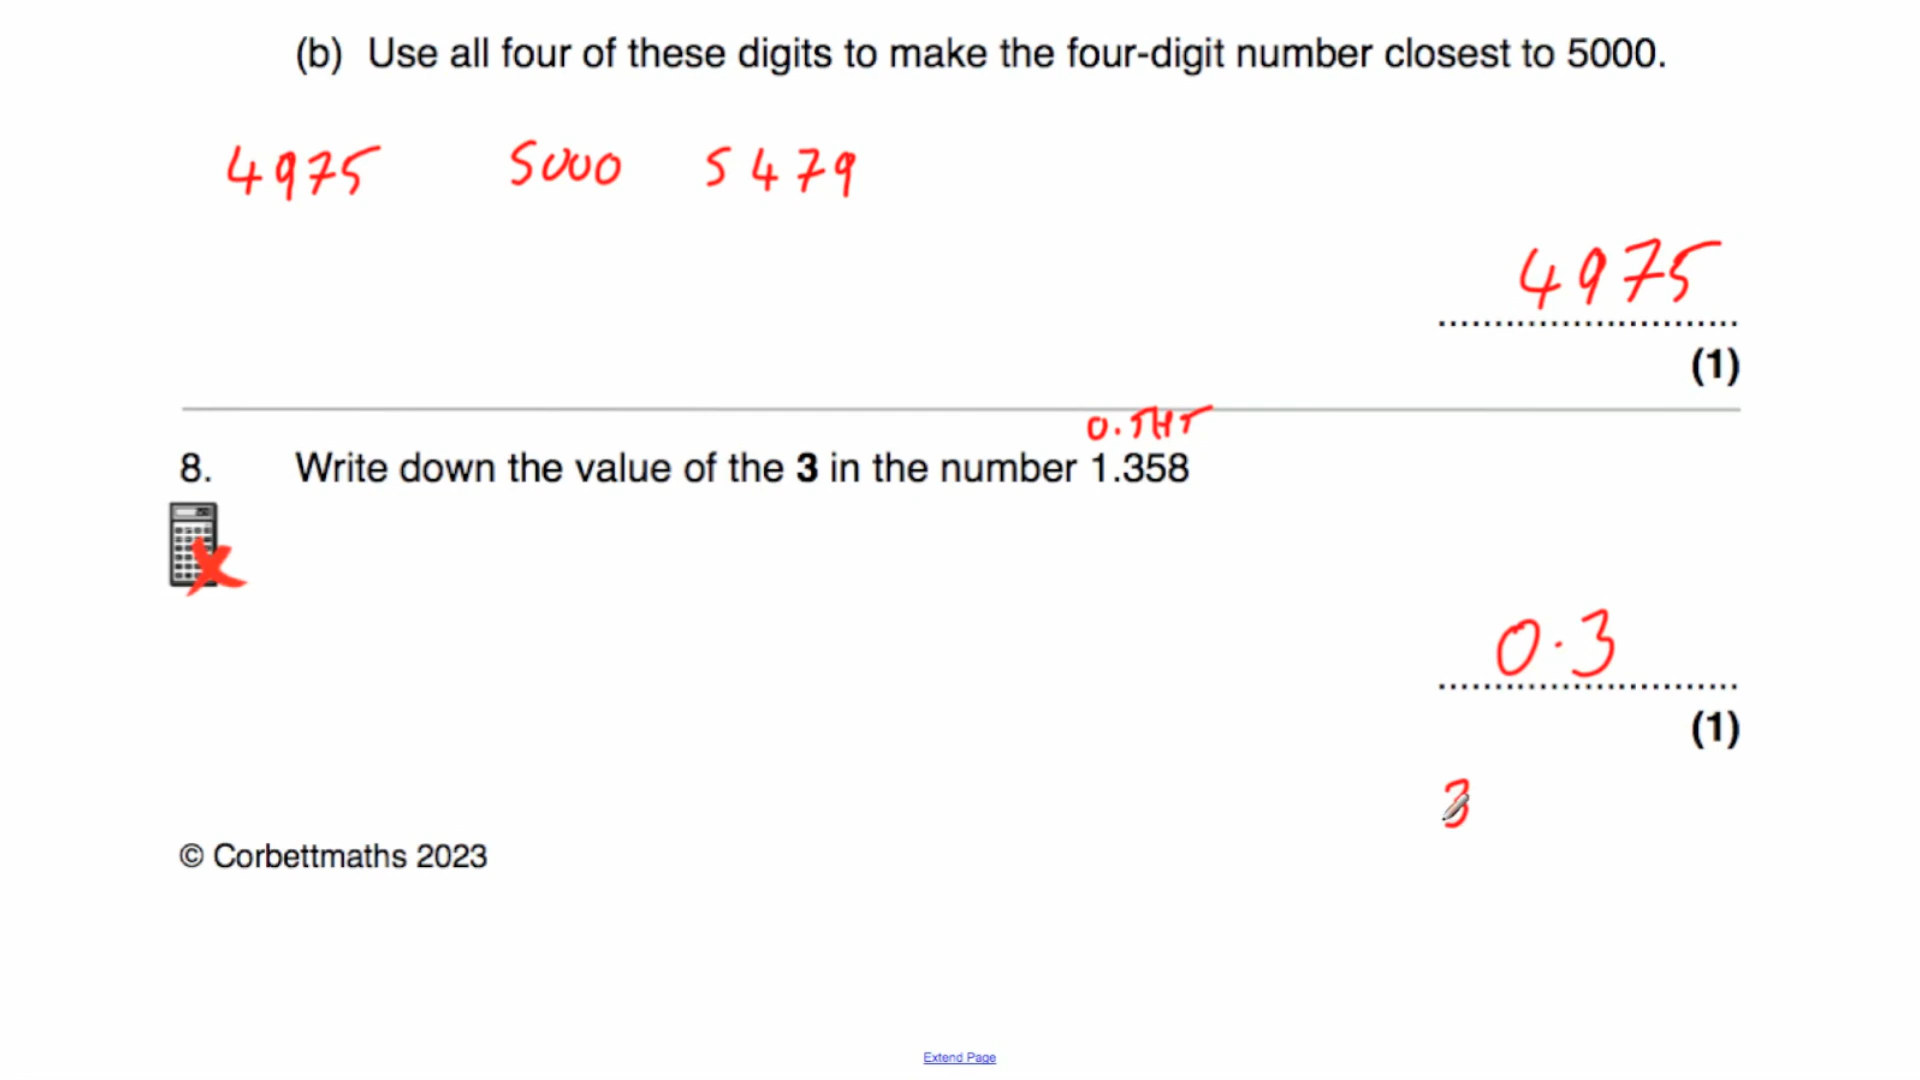 (b) Use all four of these digits to make the four-digit number closest to 5000.
4975 5000 5479
4975
(1)
0.THT
8. Write down the value of the 3 in the number 1.358
0.3
(1)
3
© Corbettmaths 2023
Extend Page